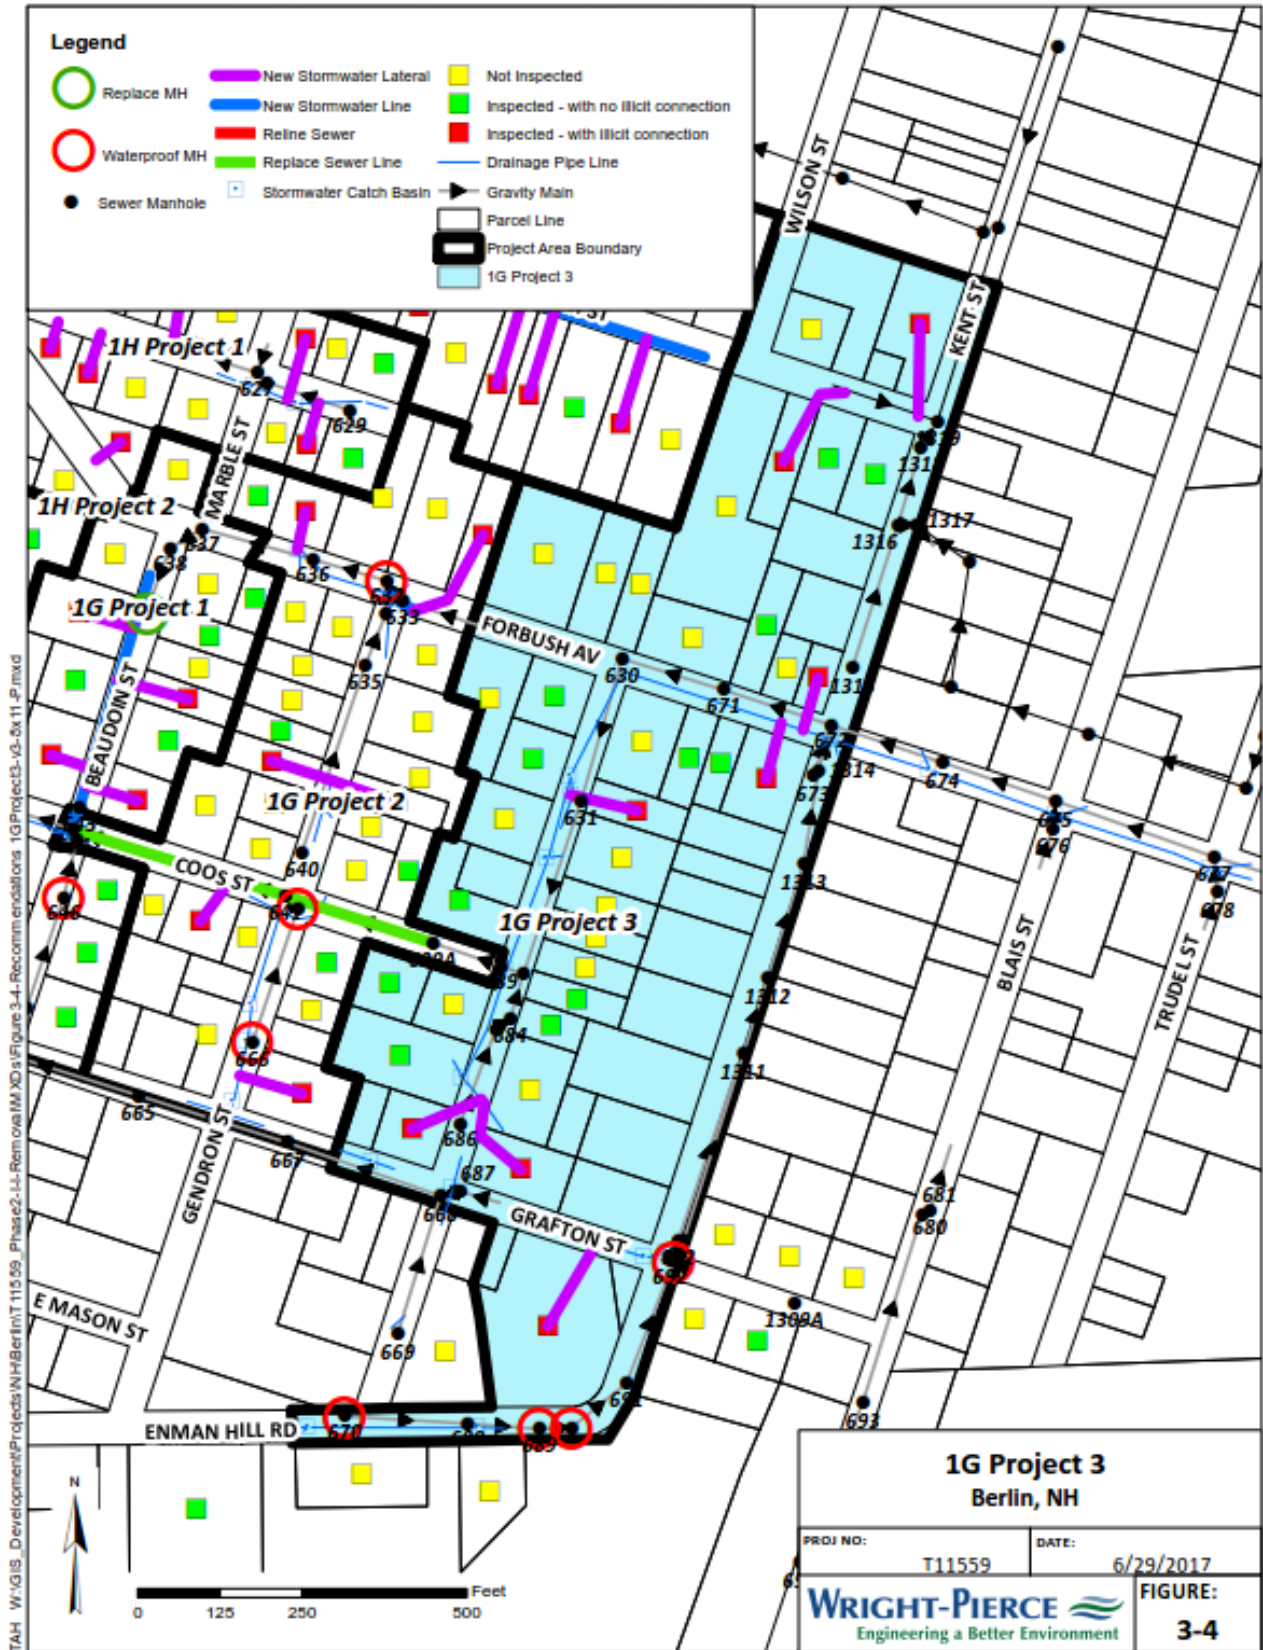 Legend
Replace MH
Waterproof MH
Sewer Manhole
New Stormwater Lateral
New Stormwater Line
Reline Sewer
Replace Sewer Line
Stormwater Catch Basin
Not Inspected
Inspected - with no illicit connection
Inspected - with illicit connection
Drainage Pipe Line
Gravity Main
Parcel Line
Project Area Boundary
1G Project 3
WILSON ST
KENT ST
1H Project 1
627
629
MARBLE ST
1H Project 2
637
638
636
633
1G Project 1
635
FORBUSH AV
630
671
1316
1317
1314
673
674
676
678
BEAUDOIN ST
1G Project 2
640
631
1313
COOS ST
1G Project 3
684
1312
1311
BLAIS ST
TRUDEL ST
666
665
667
GENDRON ST
686
687
GRAFTON ST
681
680
1309A
E MASON ST
669
691
693
ENMAN HILL RD
670
N
Feet
0 125 250 500
1G Project 3
Berlin, NH
PROJ NO:
T11559
DATE:
6/29/2017
WRIGHT-PIERCE
Engineering a Better Environment
FIGURE:
3-4